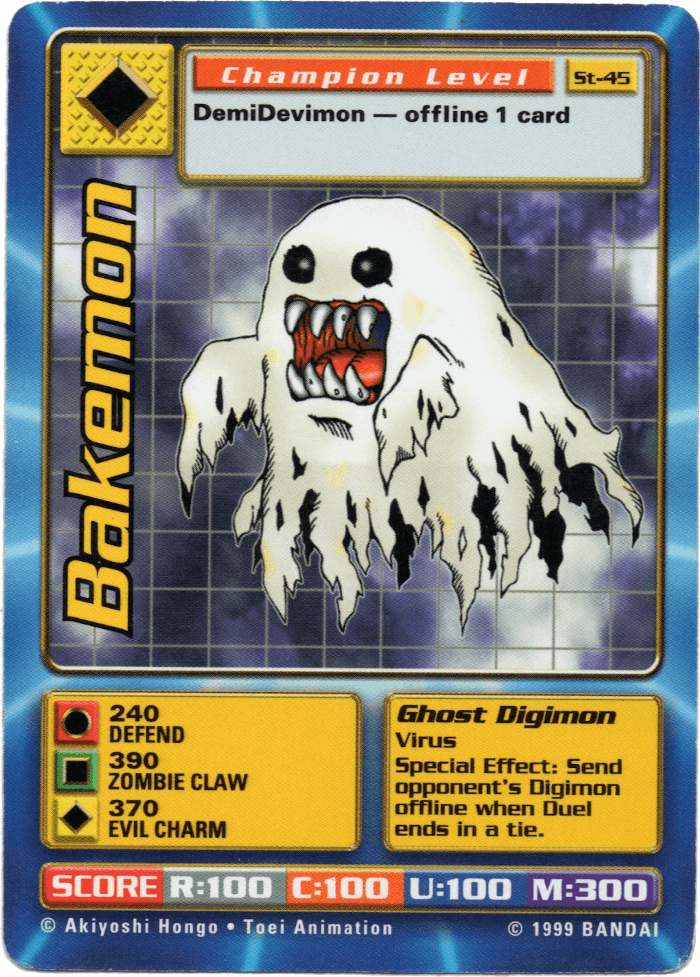 Champion Level St-45
DemiDevimon — offline 1 card
Bakemon
240
DEFEND
390
ZOMBIE CLAW
370
EVIL CHARM
Ghost Digimon
Virus
Special Effect: Send
opponent's Digimon
offline when Duel
ends in a tie.
SCORE R:100 C:100 U:100 M:300
© Akiyoshi Hongo • Toei Animation © 1999 BANDAI